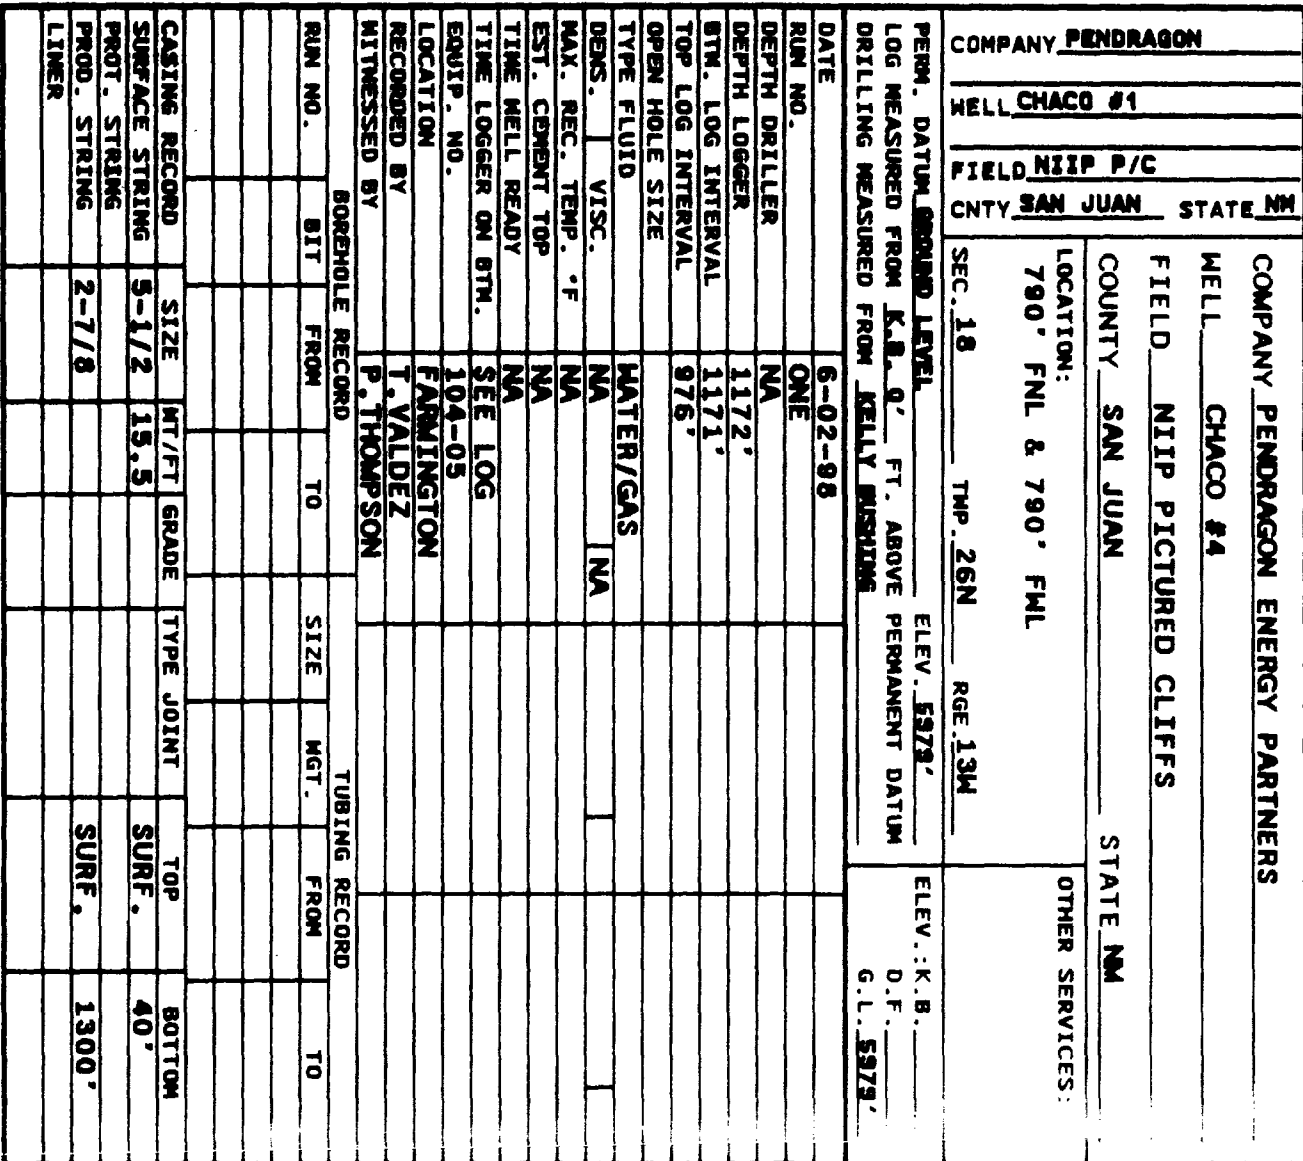 COMPANY PENDRAGON
WELL CHACO #1
FIELD NIIP P/C
CNTY SAN JUAN STATE NM
COMPANY PENDRAGON ENERGY PARTNERS
WELL CHACO #4
FIELD NIIP PICTURED CLIFFS
COUNTY SAN JUAN STATE NM
LOCATION:
790' FNL & 790' FWL
OTHER SERVICES:
SEC. 18 TWP. 26N RGE. 13W
PERM. DATUM GROUND LEVEL ELEV. 5979'
LOG MEASURED FROM K.B. 0' FT. ABOVE PERMANENT DATUM
DRILLING MEASURED FROM KELLY BUSHING
ELEV.: K.B.
D.F.
G.L. 5979'
DATE 6-02-98
RUN NO. ONE
DEPTH DRILLER NA
DEPTH LOGGER 1172'
BTM. LOG INTERVAL 1171'
TOP LOG INTERVAL 976'
OPEN HOLE SIZE
TYPE FLUID WATER/GAS
DENS. VISC. NA NA
MAX. REC. TEMP. °F NA
EST. CEMENT TOP NA
TIME WELL READY NA
TIME LOGGER ON BTM. SEE LOG
EQUIP. NO. 104-05
LOCATION FARMINGTON
RECORDED BY T.VALDEZ
WITNESSED BY P.THOMPSON
BOREHOLE RECORD TUBING RECORD
RUN NO. BIT FROM TO SIZE WGT. FROM TO
CASING RECORD SIZE WT/FT GRADE TYPE JOINT TOP BOTTOM
SURFACE STRING 5-1/2 15.5 SURF. 40'
PROT. STRING
PROD. STRING 2-7/8 SURF. 1300'
LINER